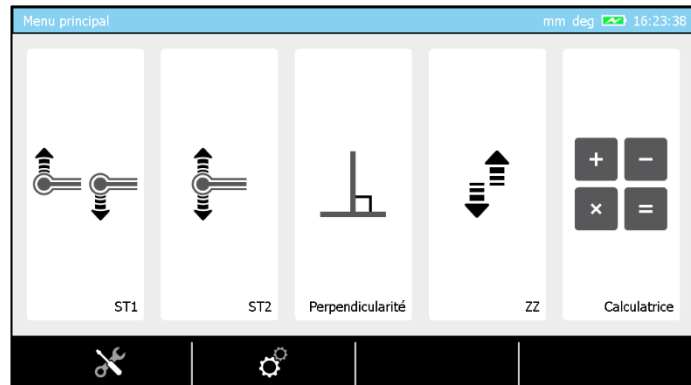 Menu principal mm deg 16:23:38
+ −
× =
ST1 ST2 Perpendicularité ZZ Calculatrice